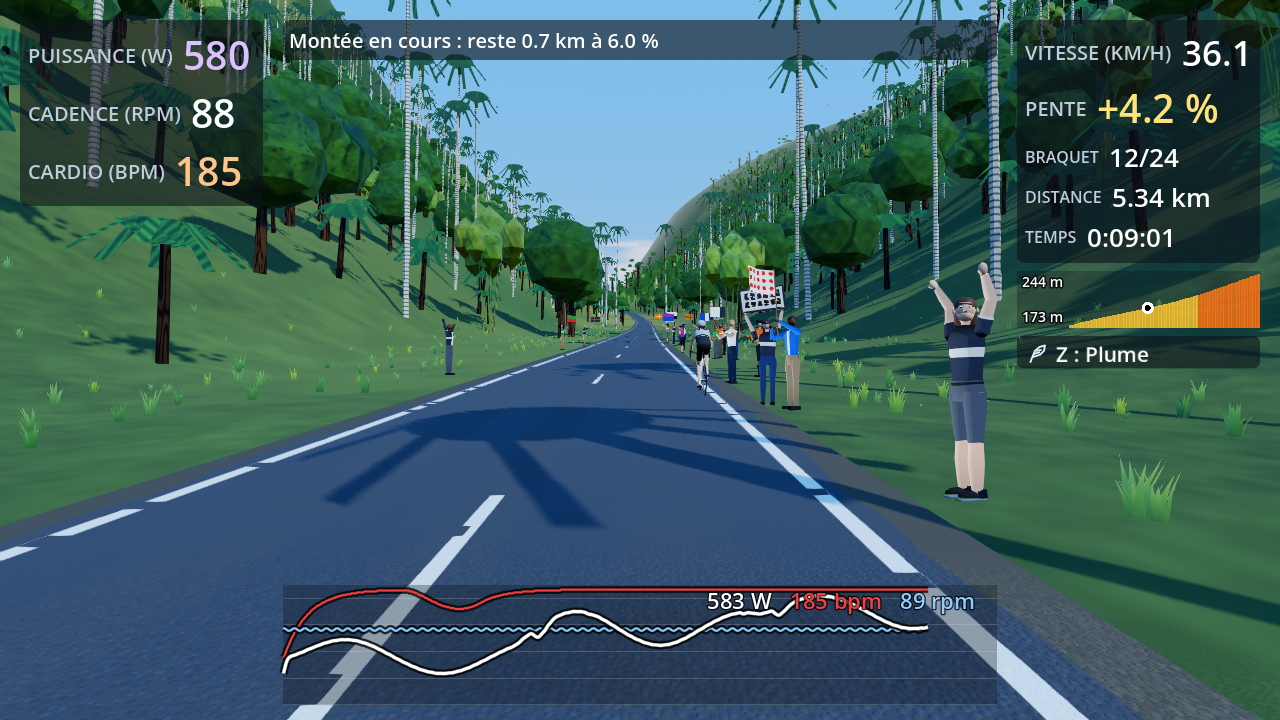 PUISSANCE (W) 580
CADENCE (RPM) 88
CARDIO (BPM) 185
Montée en cours : reste 0.7 km à 6.0 %
VITESSE (KM/H) 36.1
PENTE +4.2 %
BRAQUET 12/24
DISTANCE 5.34 km
TEMPS 0:09:01
244 m
173 m
Z : Plume
583 W 185 bpm 89 rpm